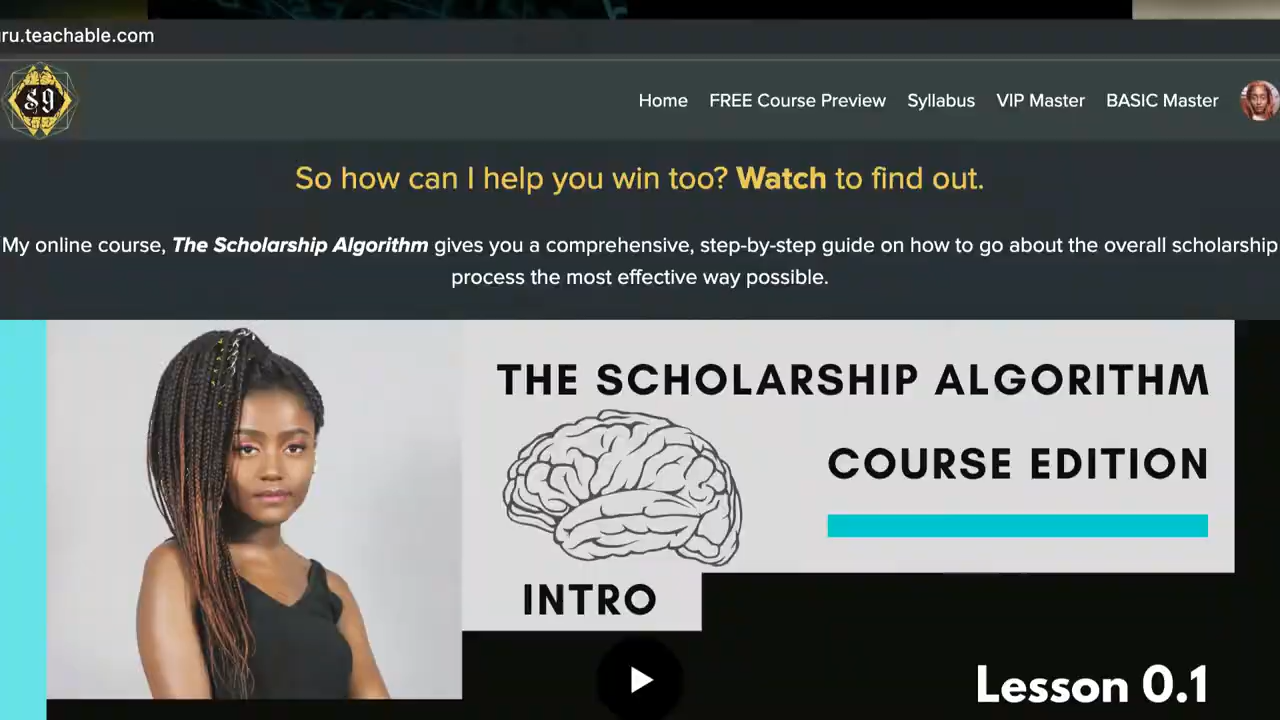 ru.teachable.com
Sg
Home FREE Course Preview Syllabus VIP Master BASIC Master
So how can I help you win too? Watch to find out.
My online course, The Scholarship Algorithm gives you a comprehensive, step-by-step guide on how to go about the overall scholarship
process the most effective way possible.
THE SCHOLARSHIP ALGORITHM
COURSE EDITION
INTRO
Lesson 0.1